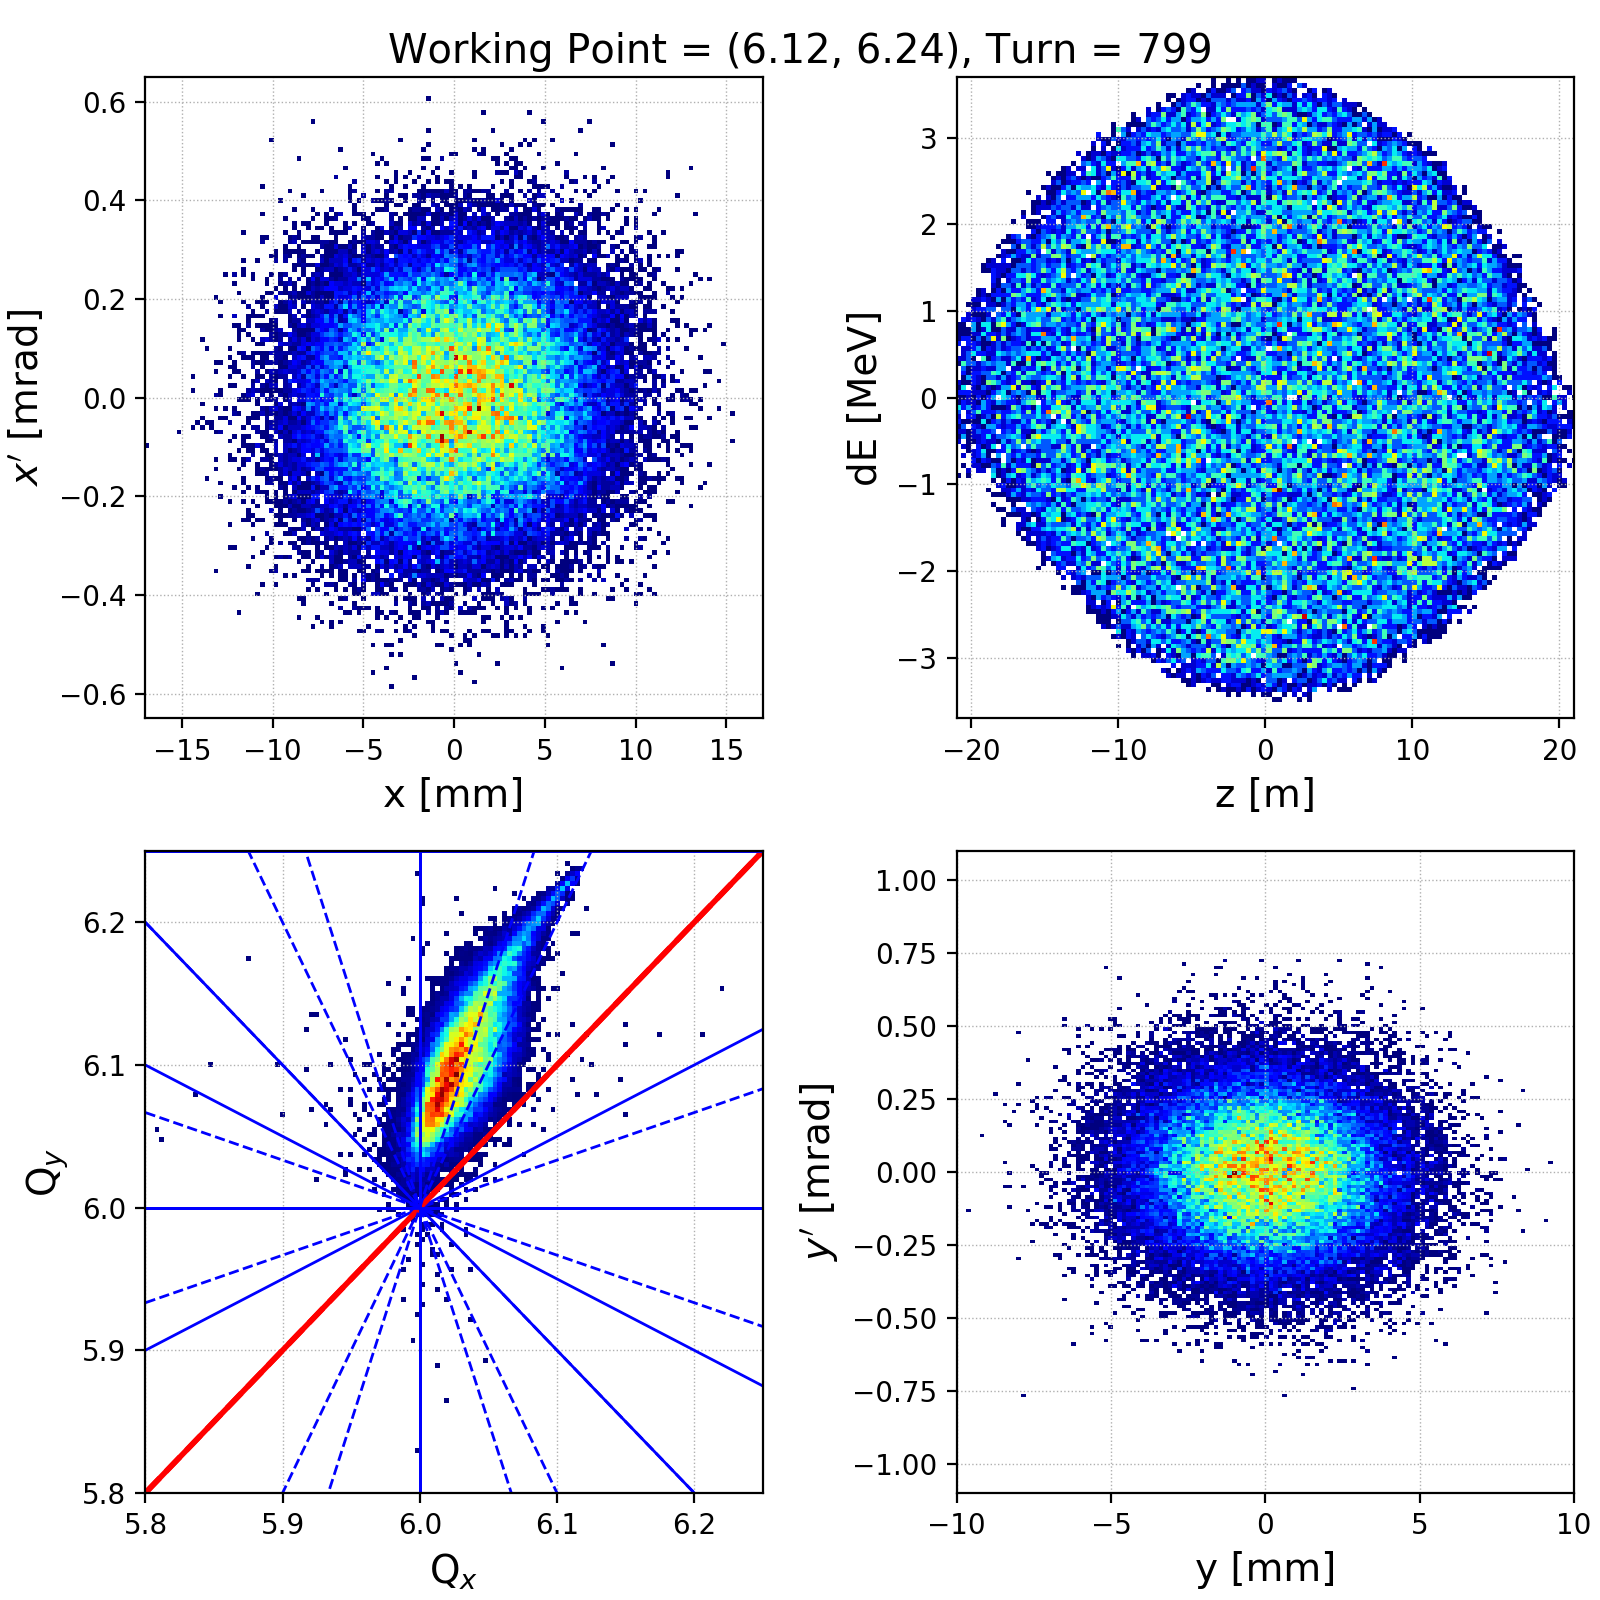 Working Point = (6.12, 6.24), Turn = 799
0.6
0.4
0.2
0.0
−0.2
−0.4
−0.6
x′ [mrad]
−15 −10 −5 0 5 10 15
x [mm]
3
2
1
0
−1
−2
−3
dE [MeV]
−20 −10 0 10 20
z [m]
6.2
6.1
6.0
5.9
5.8
Qy
5.8 5.9 6.0 6.1 6.2
Qx
1.00
0.75
0.50
0.25
0.00
−0.25
−0.50
−0.75
−1.00
y′ [mrad]
−10 −5 0 5 10
y [mm]